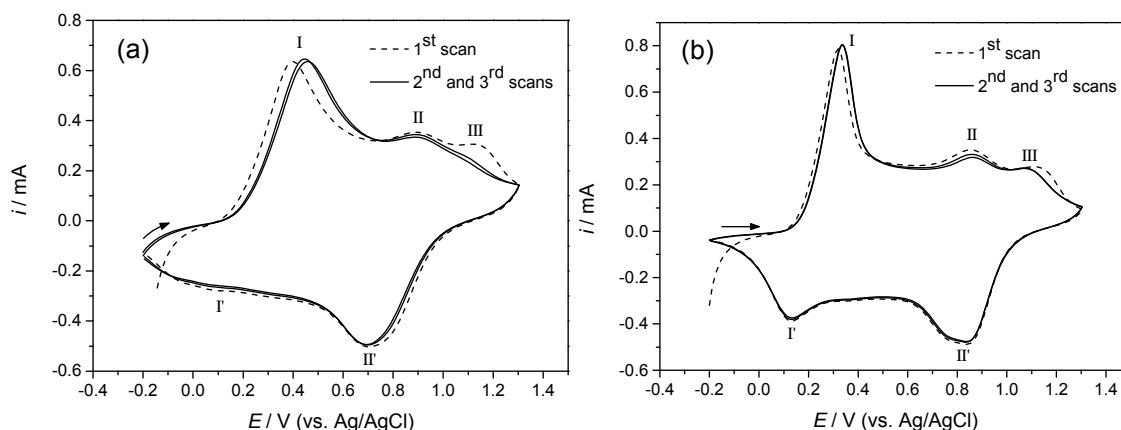 (a)
I
1st scan
2nd and 3rd scans
II
III
I'
II'
0.8
0.6
0.4
0.2
0.0
-0.2
-0.4
-0.6
i / mA
-0.4 -0.2 0.0 0.2 0.4 0.6 0.8 1.0 1.2 1.4
E / V (vs. Ag/AgCl)
(b)
I
1st scan
2nd and 3rd scans
II
III
I'
II'
0.8
0.6
0.4
0.2
0.0
-0.2
-0.4
-0.6
i / mA
-0.4 -0.2 0.0 0.2 0.4 0.6 0.8 1.0 1.2 1.4
E / V (vs. Ag/AgCl)